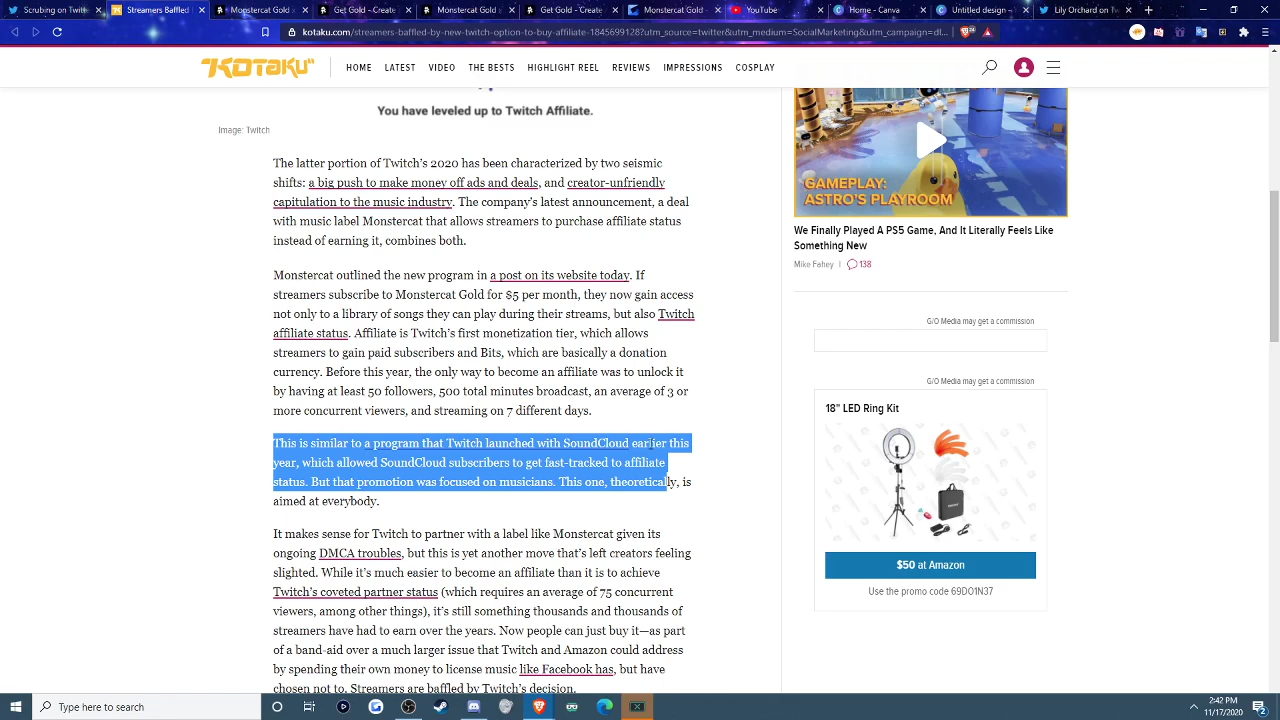 Scrubing on Twitch
Streamers Baffled
Streamers Baffled
Get Started
Streamers Baffled
YouTube
Untitled design
Lily Orchard on Tw
kotaku.com/streamers-baffled-by-new-twitch-option-to-buy-affiliate-1845699128?utm_source=twitter&utm_medium=SocialMarketing&utm_campaign=dl...
KOTAKU
HOME LATEST VIDEO THE BESTS HIGHLIGHT REEL REVIEWS IMPRESSIONS COSPLAY
You have leveled up to Twitch Affiliate.
Image: Twitch
The latter portion of Twitch's 2020 has been characterized by two seismic
shifts: a big push to make money off ads and deals, and creator-unfriendly
capitulation to the music industry. The company's latest announcement, a deal
with music label Monstercat that allows streamers to purchase affiliate status
instead of earning it, combines both.
Monstercat outlined the new program in a post on its website today. If
streamers subscribe to Monstercat Gold for $5 per month, they now gain access
not only to a library of songs they can play during their streams, but also Twitch
affiliate status. Affiliate is Twitch's first monetization tier, which allows
streamers to gain paid subscribers and Bits, which are basically a donation
currency. Before this year, the only way to become an affiliate was to unlock it
by having at least 50 followers, 500 total minutes broadcast, an average of 3 or
more concurrent viewers, and streaming on 7 different days.
This is similar to a program that Twitch launched with SoundCloud earlier this
year, which allowed SoundCloud subscribers to get fast-tracked to affiliate
status. But that promotion was focused on musicians. This one, theoretically, is
aimed at everybody.
It makes sense for Twitch to partner with a label like Monstercat given its
ongoing DMCA troubles, but this is yet another move that's left creators feeling
slighted. While it's much easier to become an affiliate than it is to achieve
Twitch's coveted partner status (which requires an average of 75 concurrent
viewers, among other things), it's still something thousands and thousands of
streamers have had to earn over the years. Now people can just buy it—as part
of a band-aid over a much larger issue that Twitch and Amazon could address
by spending their own money to license music like Facebook has, but have
chosen not to. Streamers are baffled by Twitch's decision.
GAMEPLAY:
ASTRO'S PLAYROOM
We Finally Played A PS5 Game, And It Literally Feels Like
Something New
Mike Fahey | 138
G/O Media may get a commission
G/O Media may get a commission
18" LED Ring Kit
$50 at Amazon
Use the promo code 69DO1N37
Type here to search
2:42 PM
11/17/2020
2